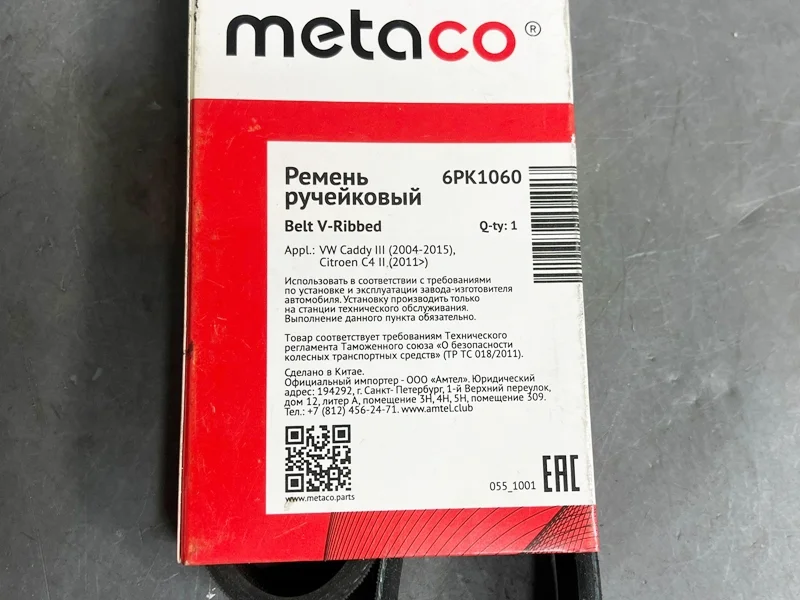 metaco ®
Ремень 6PK1060
ручейковый
Belt V-Ribbed Q-ty: 1
Appl.: VW Caddy III (2004-2015),
Citroen C4 II (2011>)
Использовать в соответствии с требованиями
по установке и эксплуатации завода-изготовителя
автомобиля. Установку производить только
на станции технического обслуживания.
Выполнение данного пункта обязательно.
Товар соответствует требованиям Технического
регламента Таможенного союза «О безопасности
колесных транспортных средств» (ТР ТС 018/2011).
Сделано в Китае.
Официальный импортер - ООО «Амтел». Юридический
адрес: 194292, г. Санкт- Петербург, 1-й Верхний переулок,
дом 12, литер А, помещение 3Н, 4Н, 5Н, помещение 309.
Тел.: +7 (812) 456-24-71. www.amtel.club
055_1001 EAC
www.metaco.parts